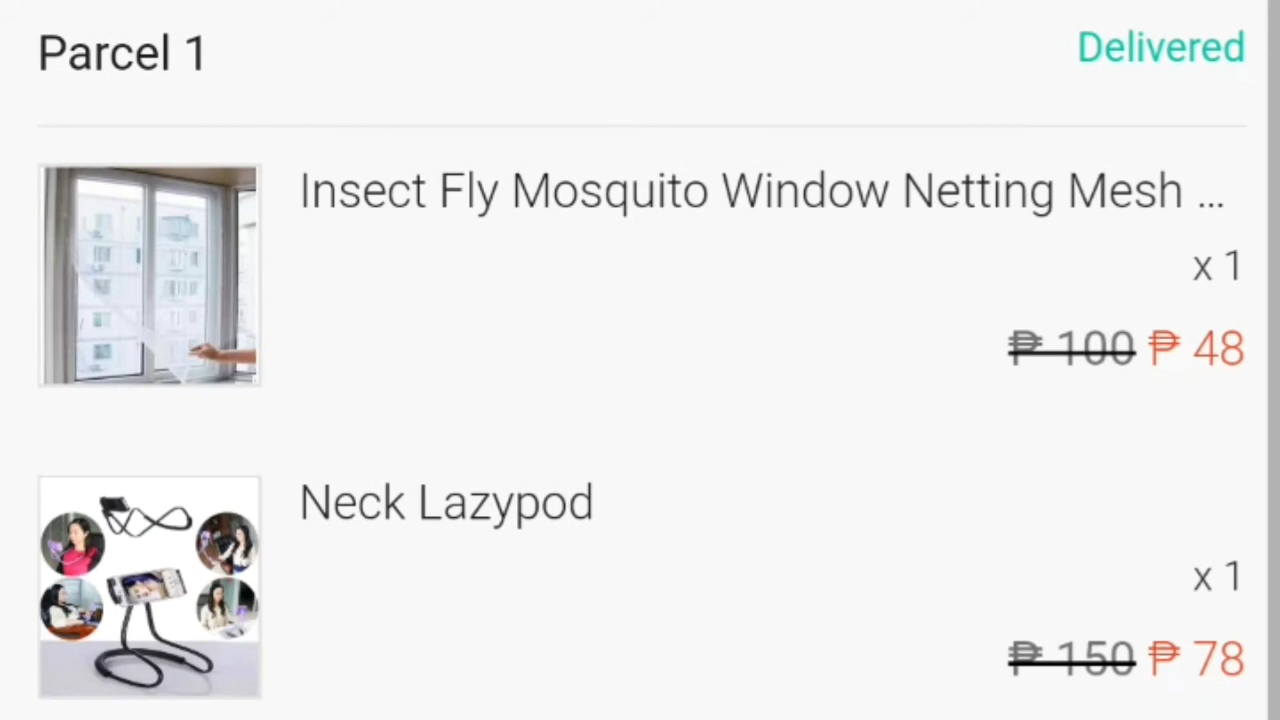 Parcel 1
Delivered
Insect Fly Mosquito Window Netting Mesh ...
x 1
₱ 100 ₱ 48
Neck Lazypod
x 1
₱ 150 ₱ 78